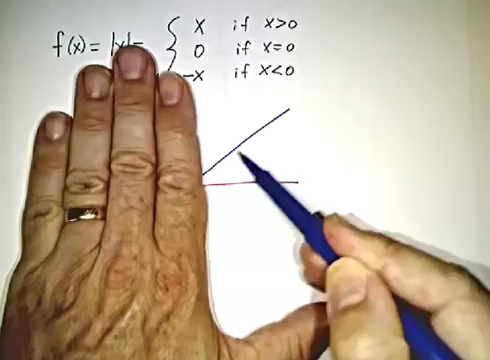 f(x) = |x| = { x if x>0
0 if x=0
-x if x<0